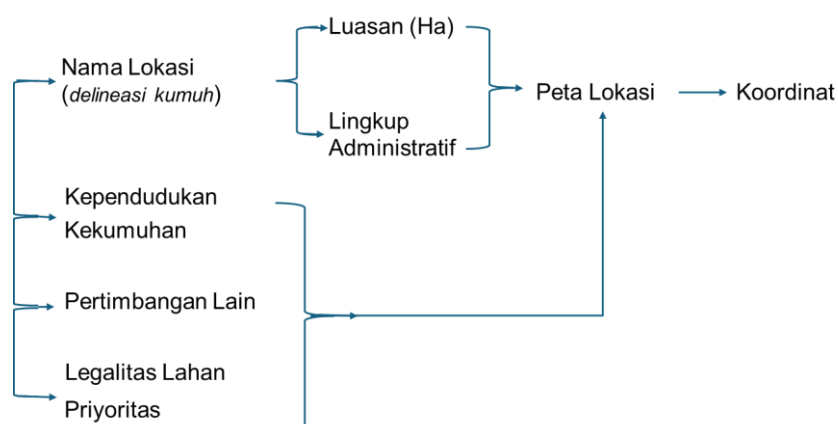 Nama Lokasi
(delineasi kumuh)
Luasan (Ha)
Lingkup
Administratif
Peta Lokasi
Koordinat
Kependudukan
Kekumuhan
Pertimbangan Lain
Legalitas Lahan
Priyoritas